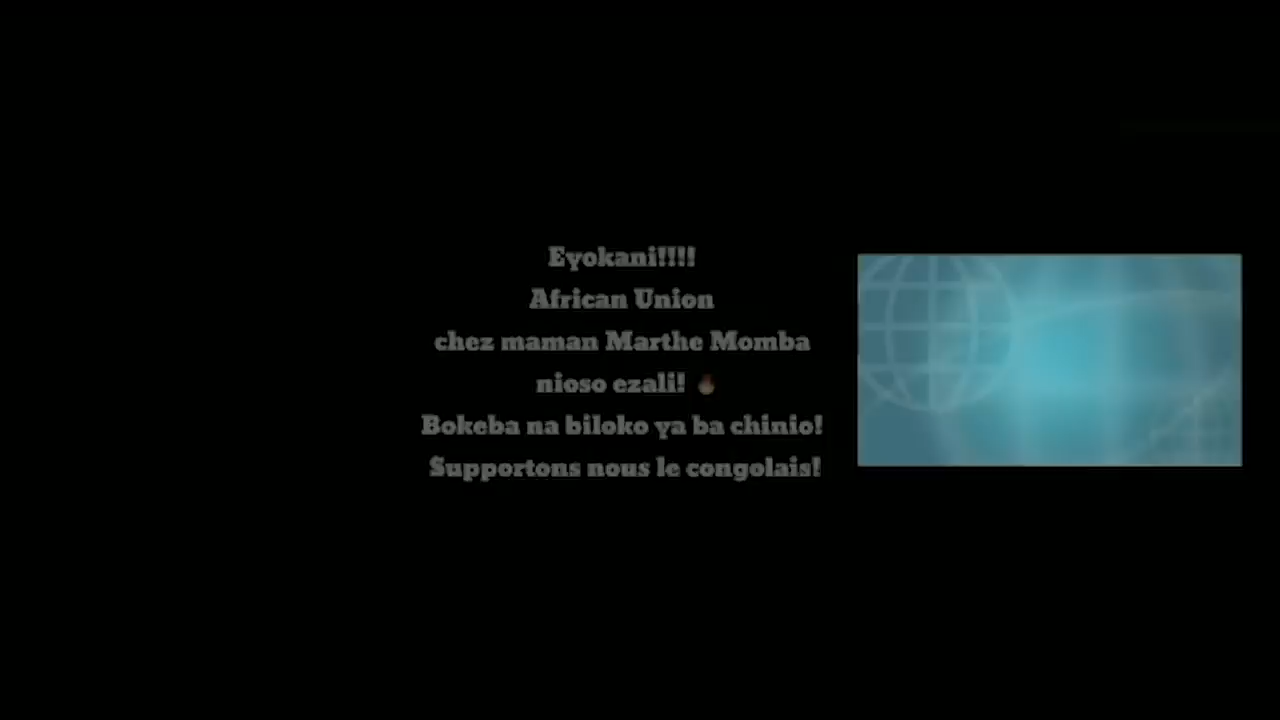 Eyokani!!!!
African Union
chez maman Marthe Momba
nioso ezali! 🔥
Bokeba na biloko ya ba chinio!
Supportons nous le congolais!